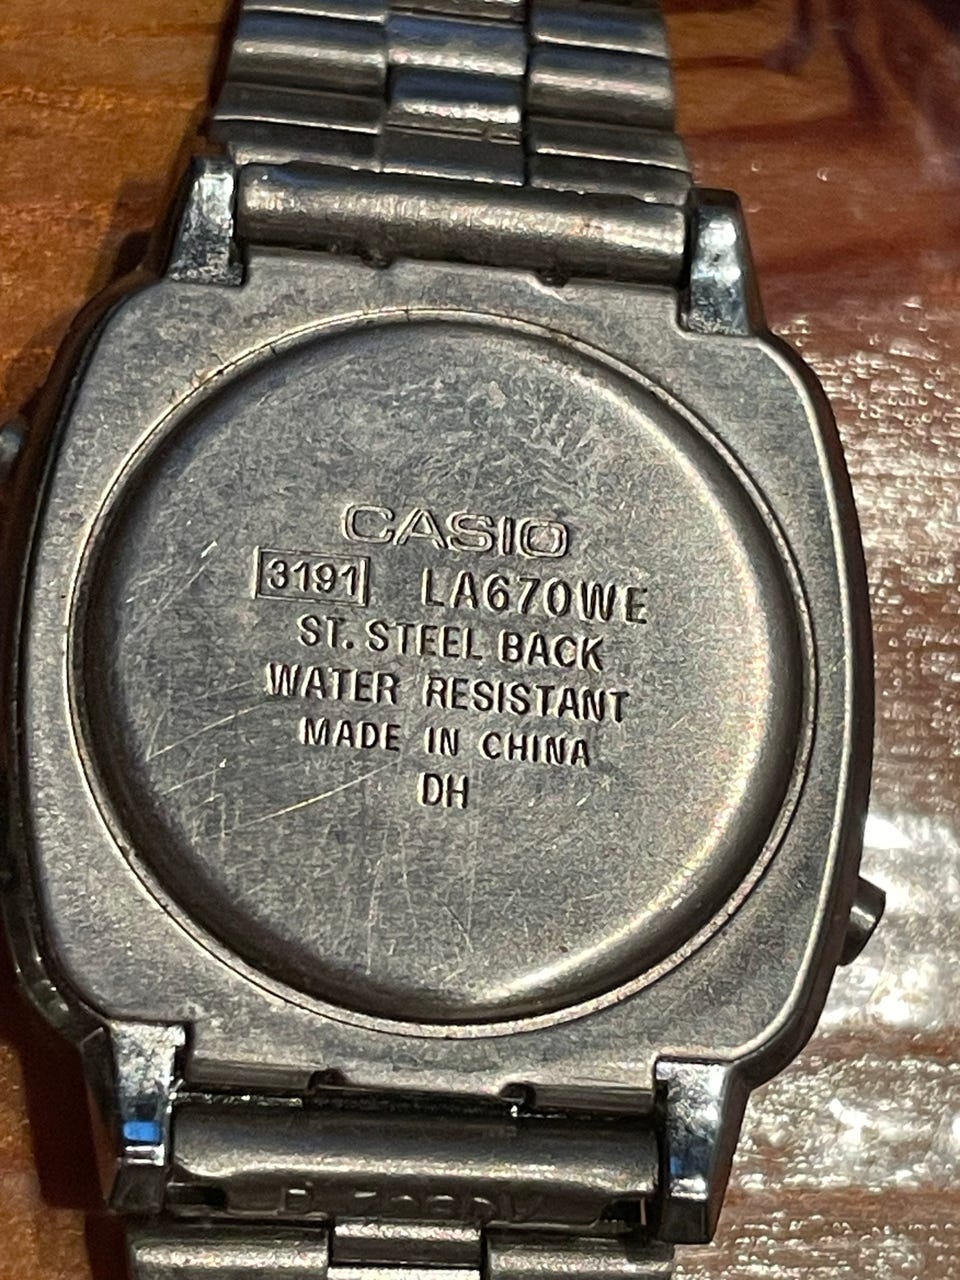 CASIO
3191 LA670WE
ST. STEEL BACK
WATER RESISTANT
MADE IN CHINA
DH